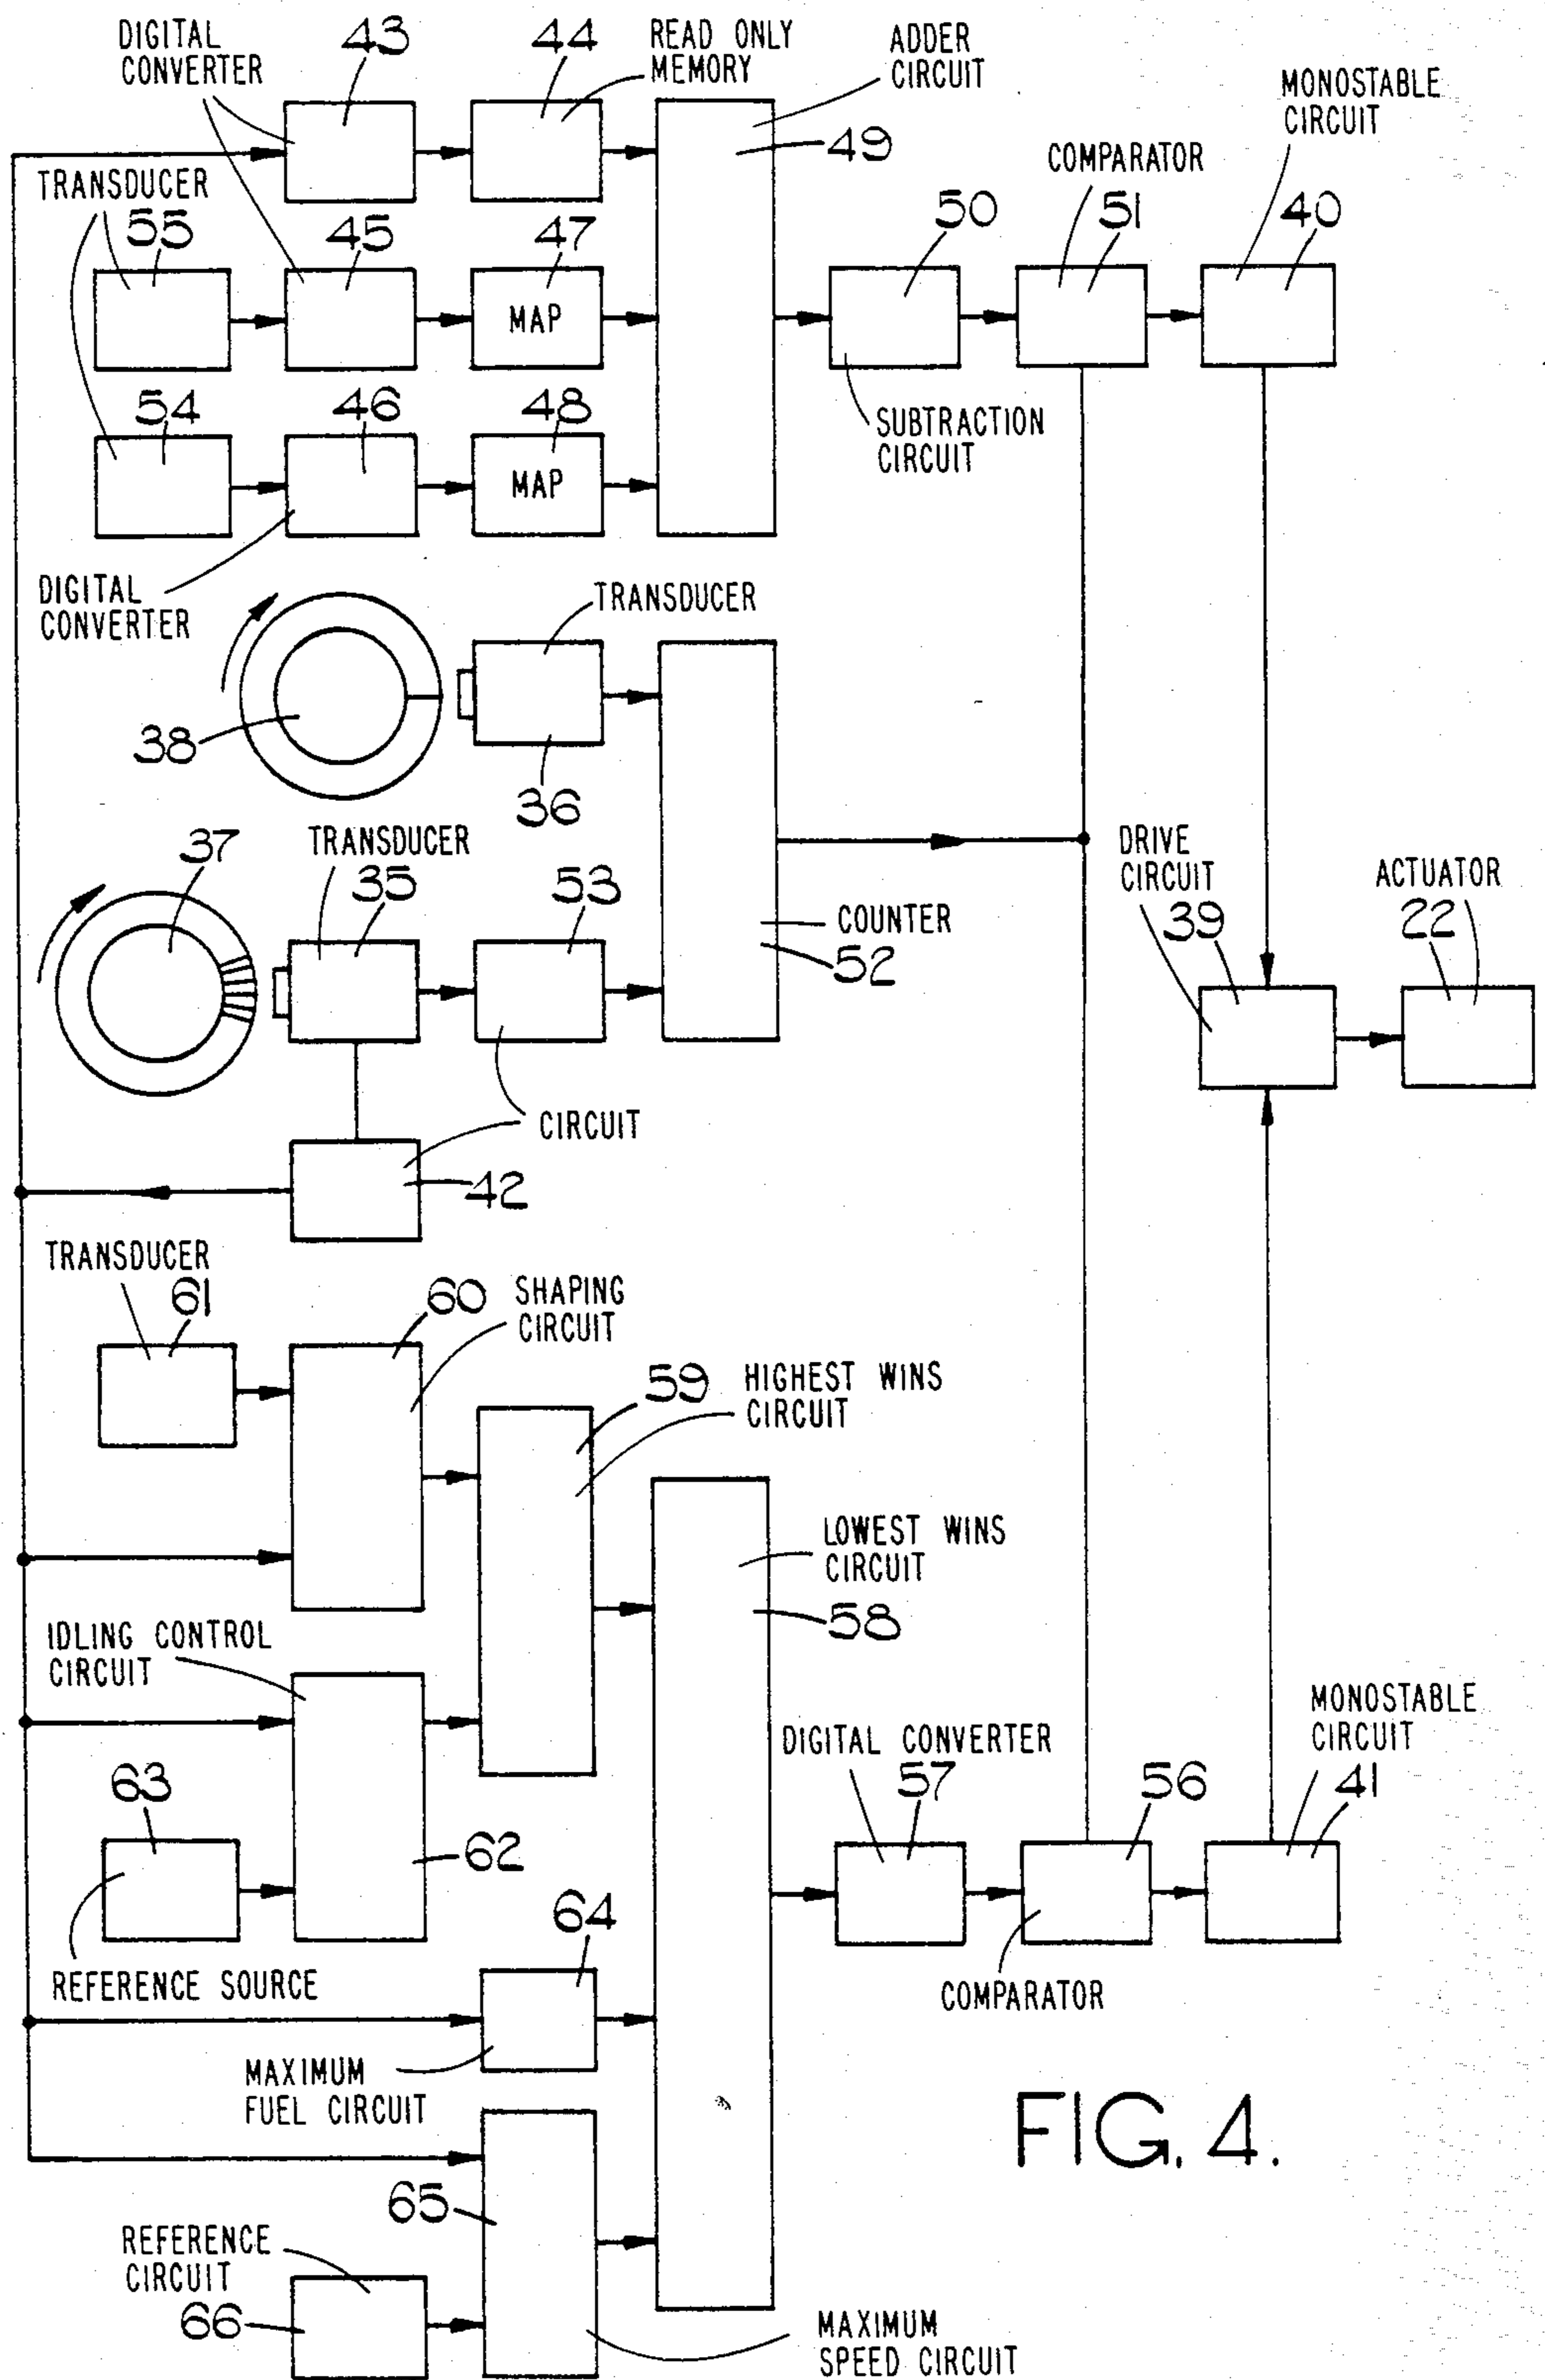 DIGITAL
CONVERTER
43
44
READ ONLY
MEMORY
ADDER
CIRCUIT
49
MONOSTABLE
CIRCUIT
COMPARATOR
TRANSDUCER
55
45
47
50
51
40
MAP
54
46
48
SUBTRACTION
CIRCUIT
MAP
DIGITAL
CONVERTER
TRANSDUCER
38
36
37
TRANSDUCER
35
53
COUNTER
52
DRIVE
CIRCUIT
39
ACTUATOR
22
CIRCUIT
42
TRANSDUCER
61
60
SHAPING
CIRCUIT
59
HIGHEST WINS
CIRCUIT
LOWEST WINS
CIRCUIT
58
IDLING CONTROL
CIRCUIT
MONOSTABLE
CIRCUIT
DIGITAL CONVERTER
63
57
56
41
62
64
REFERENCE SOURCE
COMPARATOR
MAXIMUM
FUEL CIRCUIT
FIG. 4.
65
REFERENCE
CIRCUIT
66
MAXIMUM
SPEED CIRCUIT